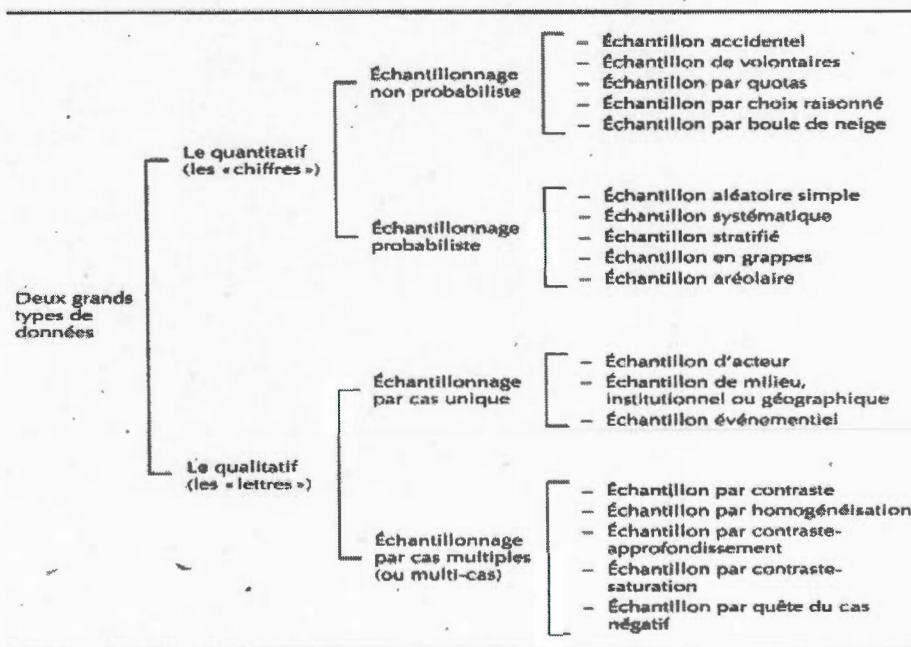 Deux grands
types de
données
Le quantitatif
(les «chiffres»)
Échantillonnage
non probabiliste
– Échantillon accidentel
– Échantillon de volontaires
– Échantillon par quotas
– Échantillon par choix raisonné
– Échantillon par boule de neige
Échantillonnage
probabiliste
– Échantillon aléatoire simple
– Échantillon systématique
– Échantillon stratifié
– Échantillon en grappes
– Échantillon aréolaire
Le qualitatif
(les «lettres»)
Échantillonnage
par cas unique
– Échantillon d'acteur
– Échantillon de milieu,
institutionnel ou géographique
– Échantillon événementiel
Échantillonnage
par cas multiples
(ou multi-cas)
– Échantillon par contraste
– Échantillon par homogénéisation
– Échantillon par contraste-
approfondissement
– Échantillon par contraste-
saturation
– Échantillon par quête du cas
négatif